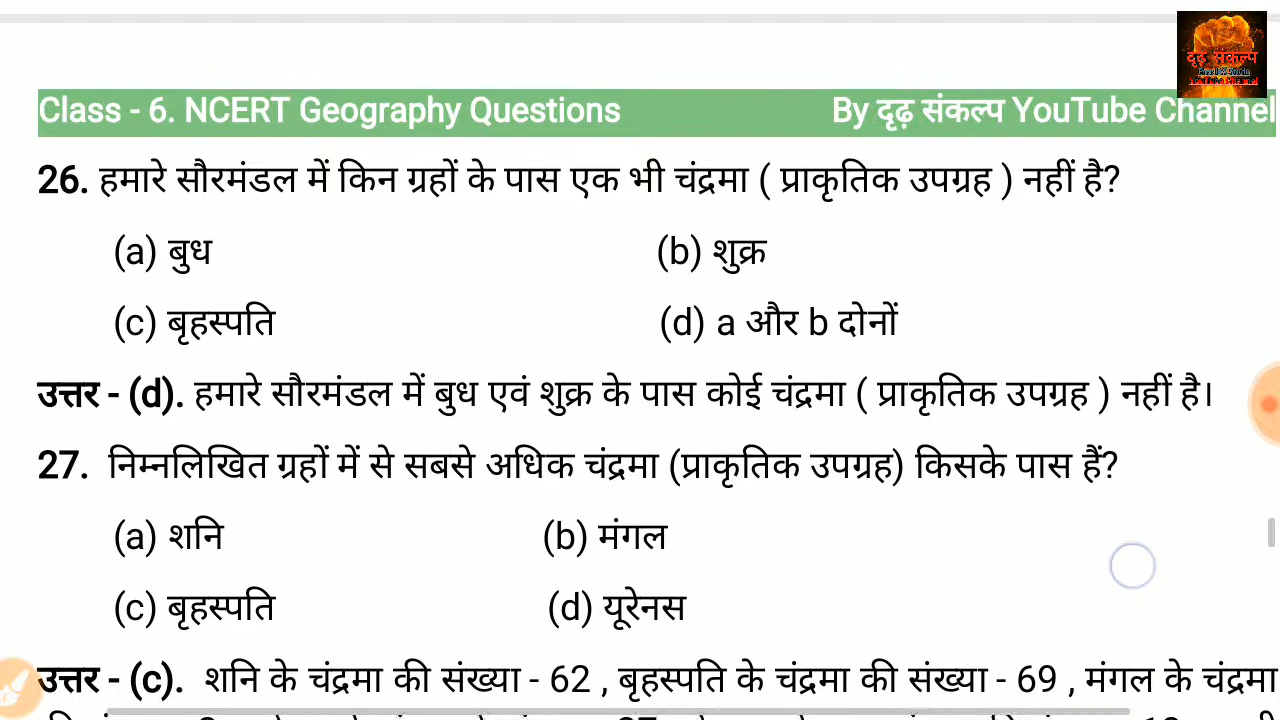 दृढ़ संकल्प
Class - 6. NCERT Geography Questions By दृढ़ संकल्प YouTube Channel
26. हमारे सौरमंडल में किन ग्रहों के पास एक भी चंद्रमा ( प्राकृतिक उपग्रह ) नहीं है?
(a) बुध (b) शुक्र
(c) बृहस्पति (d) a और b दोनों
उत्तर - (d). हमारे सौरमंडल में बुध एवं शुक्र के पास कोई चंद्रमा ( प्राकृतिक उपग्रह ) नहीं है।
27. निम्नलिखित ग्रहों में से सबसे अधिक चंद्रमा (प्राकृतिक उपग्रह) किसके पास हैं?
(a) शनि (b) मंगल
(c) बृहस्पति (d) यूरेनस
उत्तर - (c). शनि के चंद्रमा की संख्या - 62 , बृहस्पति के चंद्रमा की संख्या - 69 , मंगल के चंद्रमा